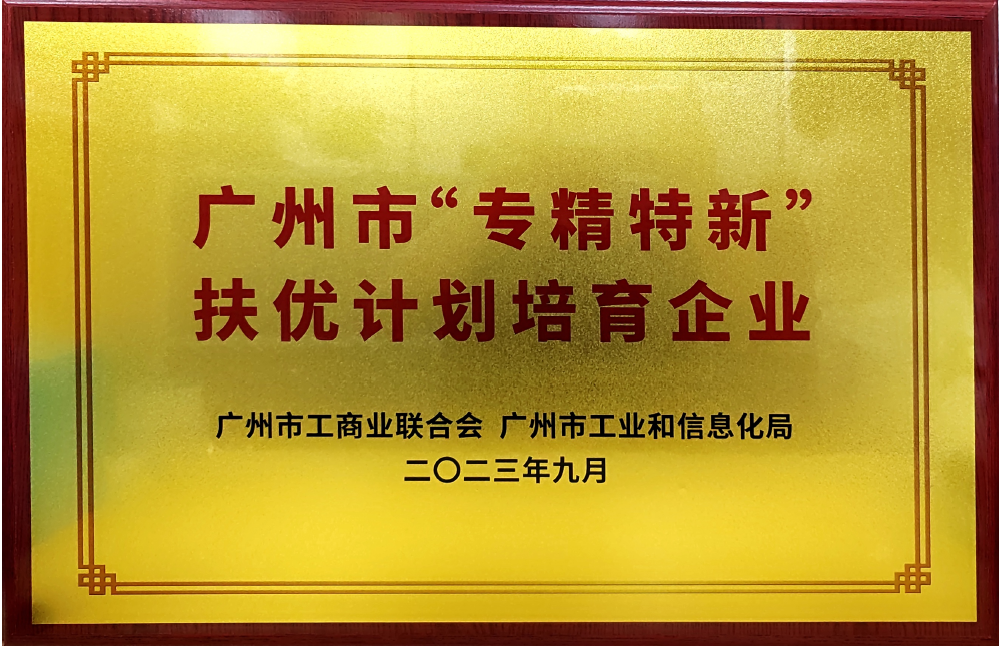 广州市“专精特新”
扶优计划培育企业
广州市工商业联合会 广州市工业和信息化局
二〇二三年九月